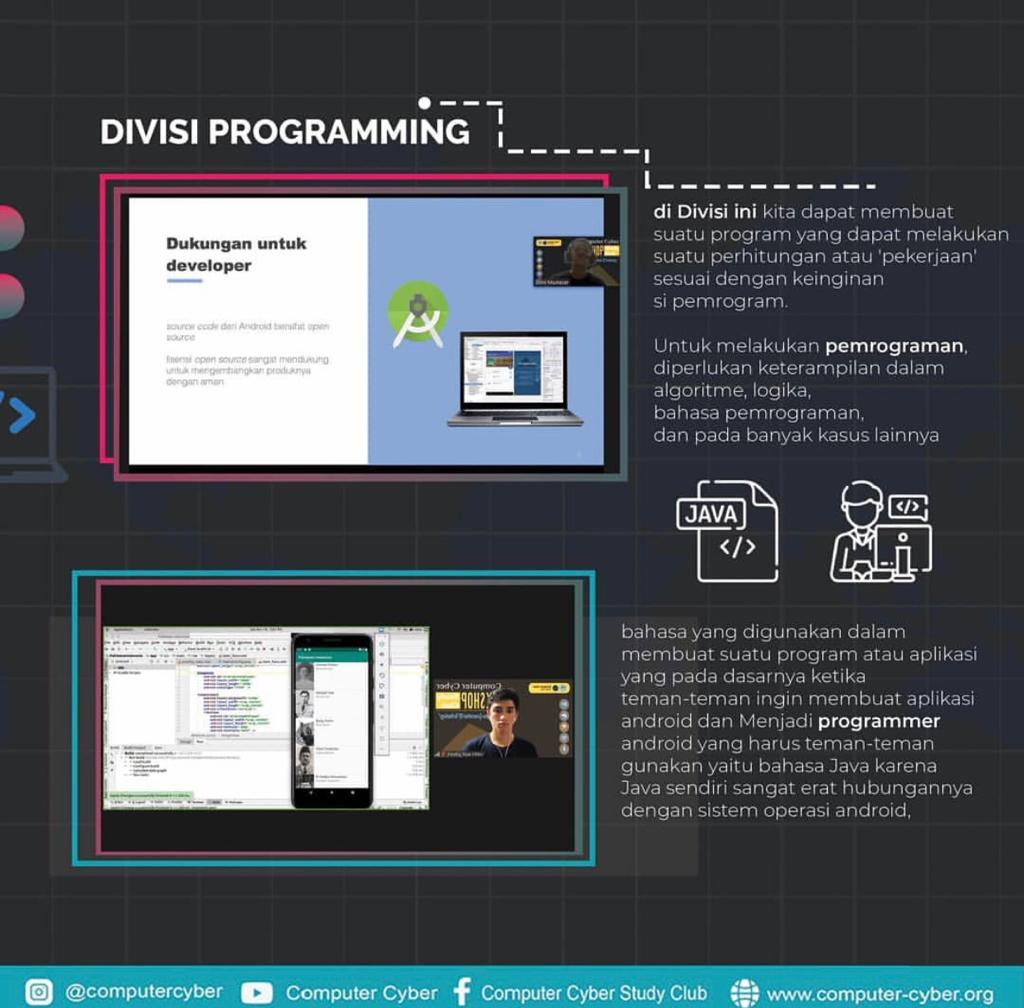 DIVISI PROGRAMMING
Dukungan untuk
developer
source code dari Android bersifat open
source
lisensi open source sangat mendukung
untuk mengembangkan produknya
dengan aman
di Divisi ini kita dapat membuat
suatu program yang dapat melakukan
suatu perhitungan atau 'pekerjaan'
sesuai dengan keinginan
si pemrogram.
Untuk melakukan pemrograman,
diperlukan keterampilan dalam
algoritme, logika,
bahasa pemrograman,
dan pada banyak kasus lainnya
JAVA
</>
</>
bahasa yang digunakan dalam
membuat suatu program atau aplikasi
yang pada dasarnya ketika
teman-teman ingin membuat aplikasi
android dan Menjadi programmer
android yang harus teman-teman
gunakan yaitu bahasa Java karena
Java sendiri sangat erat hubungannya
dengan sistem operasi android,
Computer Cyber
@computercyber
Computer Cyber
Computer Cyber Study Club
www.computer-cyber.org